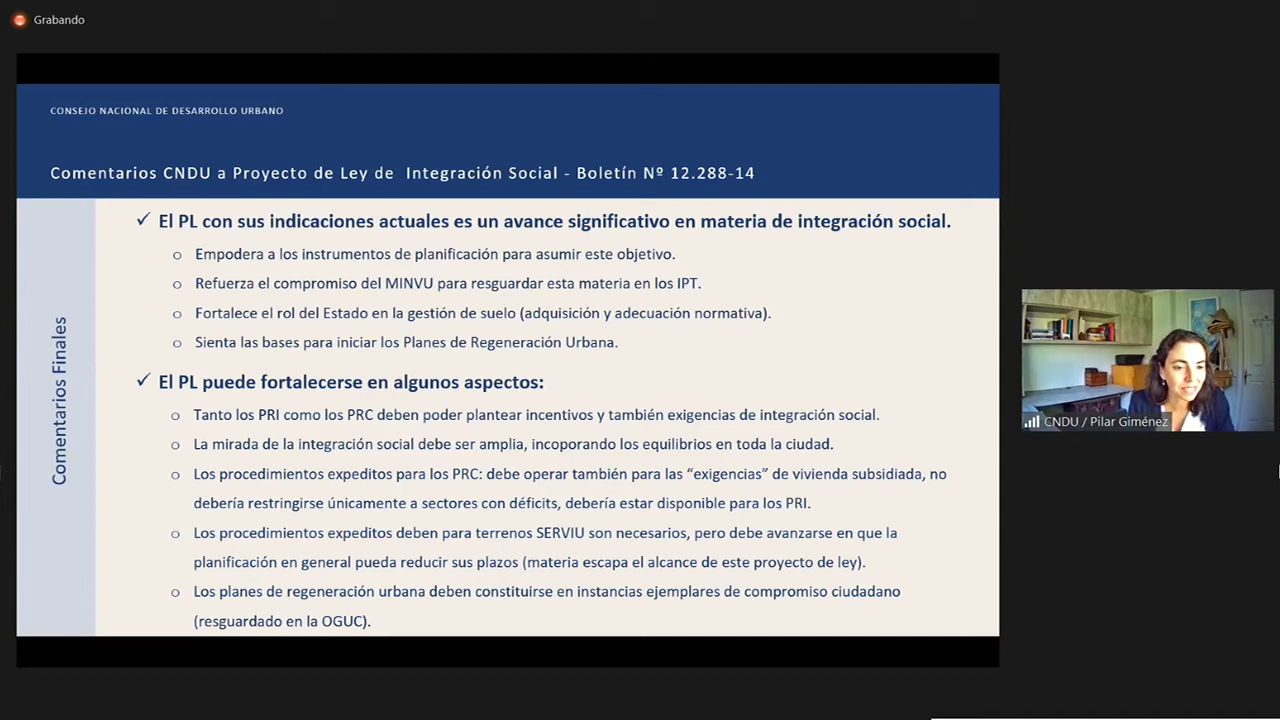 Grabando
CONSEJO NACIONAL DE DESARROLLO URBANO
Comentarios CNDU a Proyecto de Ley de Integración Social - Boletín Nº 12.288-14
Comentarios Finales
✓ El PL con sus indicaciones actuales es un avance significativo en materia de integración social.
o Empodera a los instrumentos de planificación para asumir este objetivo.
o Refuerza el compromiso del MINVU para resguardar esta materia en los IPT.
o Fortalece el rol del Estado en la gestión de suelo (adquisición y adecuación normativa).
o Sienta las bases para iniciar los Planes de Regeneración Urbana.
✓ El PL puede fortalecerse en algunos aspectos:
o Tanto los PRI como los PRC deben poder plantear incentivos y también exigencias de integración social.
o La mirada de la integración social debe ser amplia, incoporando los equilibrios en toda la ciudad.
o Los procedimientos expeditos para los PRC: debe operar también para las “exigencias” de vivienda subsidiada, no
debería restringirse únicamente a sectores con déficits, debería estar disponible para los PRI.
o Los procedimientos expeditos deben para terrenos SERVIU son necesarios, pero debe avanzarse en que la
planificación en general pueda reducir sus plazos (materia escapa el alcance de este proyecto de ley).
o Los planes de regeneración urbana deben constituirse en instancias ejemplares de compromiso ciudadano
(resguardado en la OGUC).
CNDU / Pilar Giménez